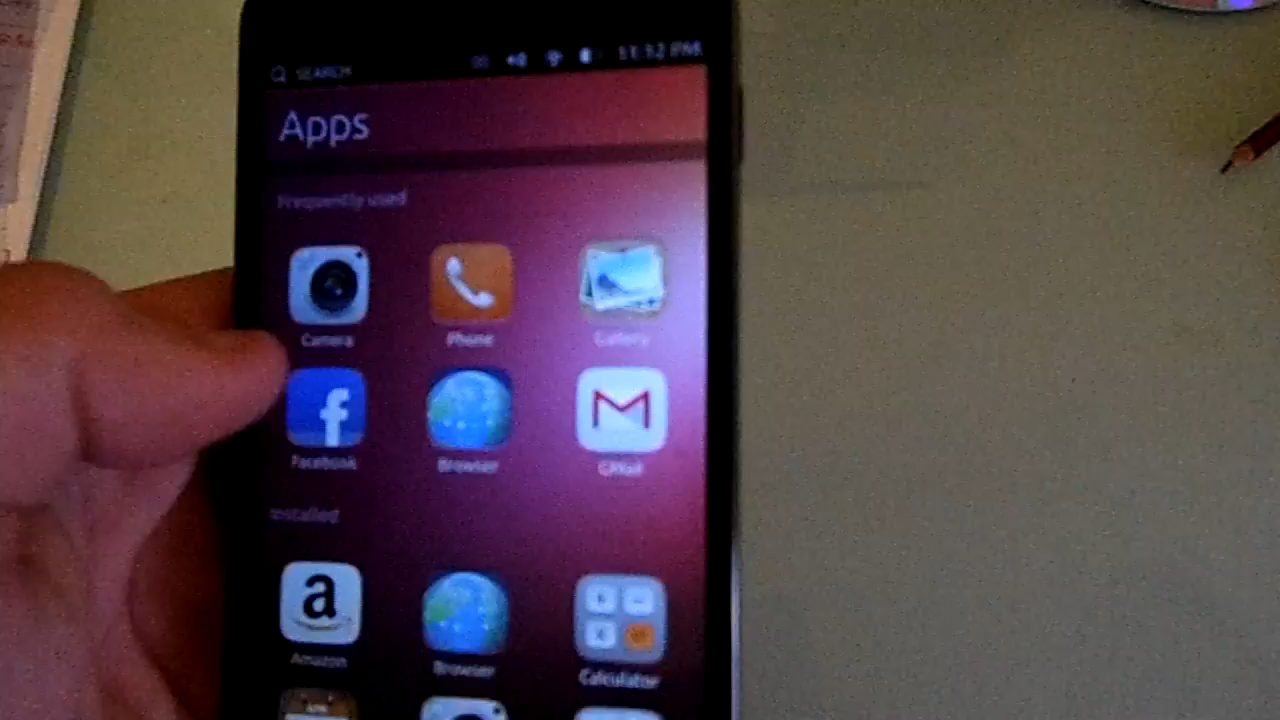 SEARCH 11:12 PM
Apps
Frequently used
Camera Phone Gallery
Facebook Browser GMail
Installed
a
Amazon Browser Calculator